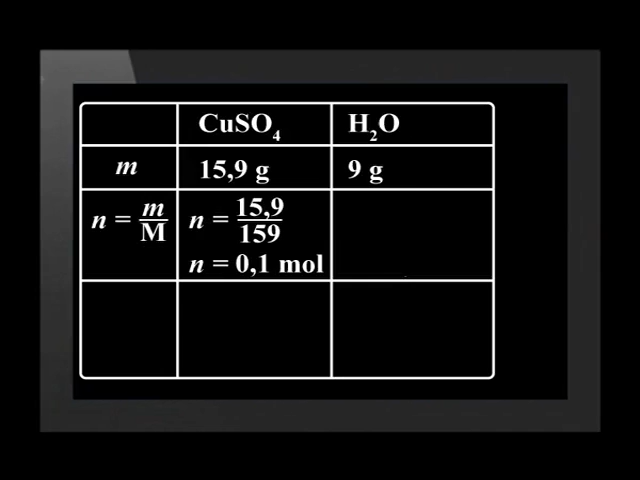 CuSO₄ H₂O
m 15,9 g 9 g
n = m/M n = 15,9/159
n = 0,1 mol